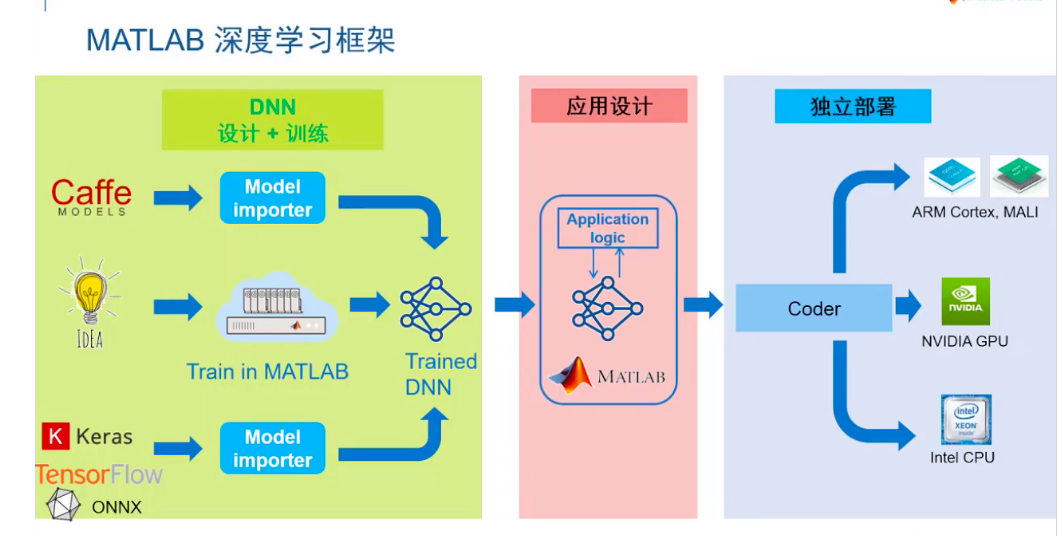 MATLAB 深度学习框架
DNN
设计 + 训练
Caffe
MODELS
Model
importer
IDEA
Train in MATLAB
Trained
DNN
Keras
TensorFlow
ONNX
Model
importer
应用设计
Application
logic
MATLAB
独立部署
Coder
ARM Cortex, MALI
NVIDIA
NVIDIA GPU
intel
XEON
inside
Intel CPU